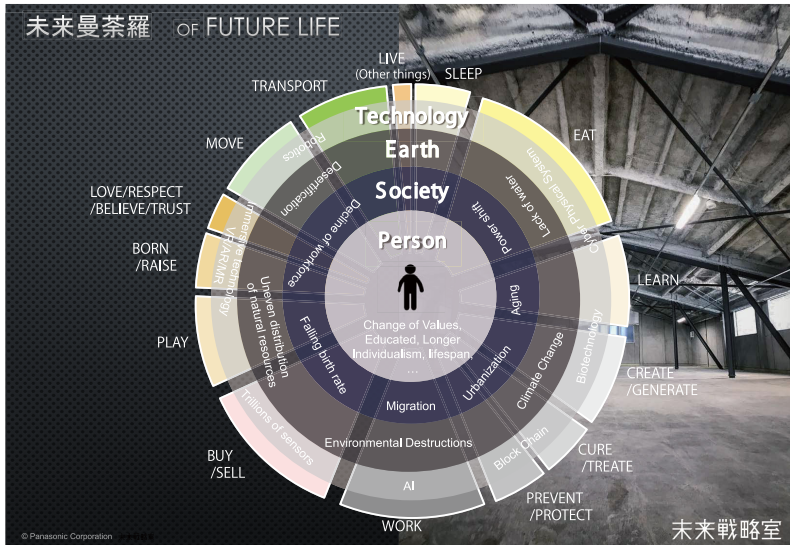 未来曼荼羅 OF FUTURE LIFE
LIVE
(Other things)
SLEEP
TRANSPORT
EAT
MOVE
LOVE/RESPECT
/BELIEVE/TRUST
BORN
/RAISE
PLAY
BUY
/SELL
WORK
PREVENT
/PROTECT
CURE
/TREATE
CREATE
/GENERATE
LEARN
Technology
Robotics
Cyber Physical System
Biotechnology
Block Chain
AI
Trillions of sensors
Immersive technology
VR/AR/MR
Earth
Desertification
Lack of water
Climate Change
Environmental Destructions
Uneven distribution
of natural resources
Society
Decline of workforce
Power shift
Aging
Urbanization
Migration
Falling birth rate
Person
Change of Values,
Educated, Longer
Individualism, lifespan,
...
© Panasonic Corporation
未来戦略室